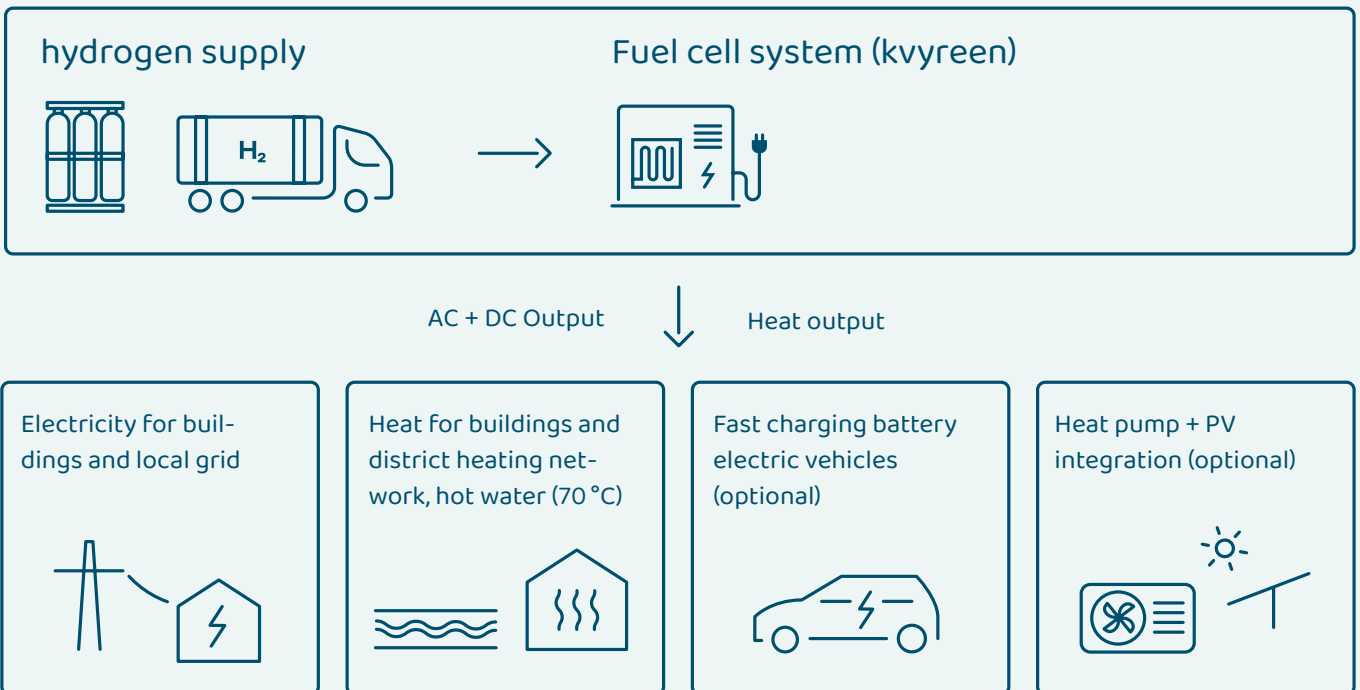 hydrogen supply
Fuel cell system (kvyreen)
H₂
AC + DC Output
Heat output
Electricity for buil-
dings and local grid
Heat for buildings and
district heating net-
work, hot water (70 °C)
Fast charging battery
electric vehicles
(optional)
Heat pump + PV
integration (optional)